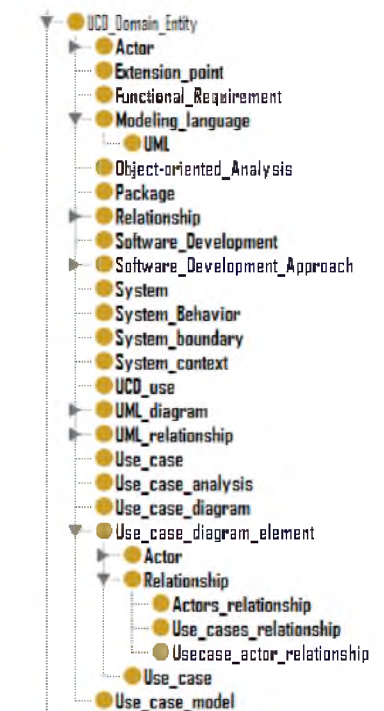 UCD_Domain_Entity
Actor
Extension_point
Functional_Requirement
Modeling_language
UML
Object-oriented_Analysis
Package
Relationship
Software_Development
Software_Development_Approach
System
System_Behavior
System_boundary
System_context
UCD_use
UML_diagram
UML_relationship
Use_case
Use_case_analysis
Use_case_diagram
Use_case_diagram_element
Actor
Relationship
Actors_relationship
Use_cases_relationship
Usecase_actor_relationship
Use_case
Use_case_model